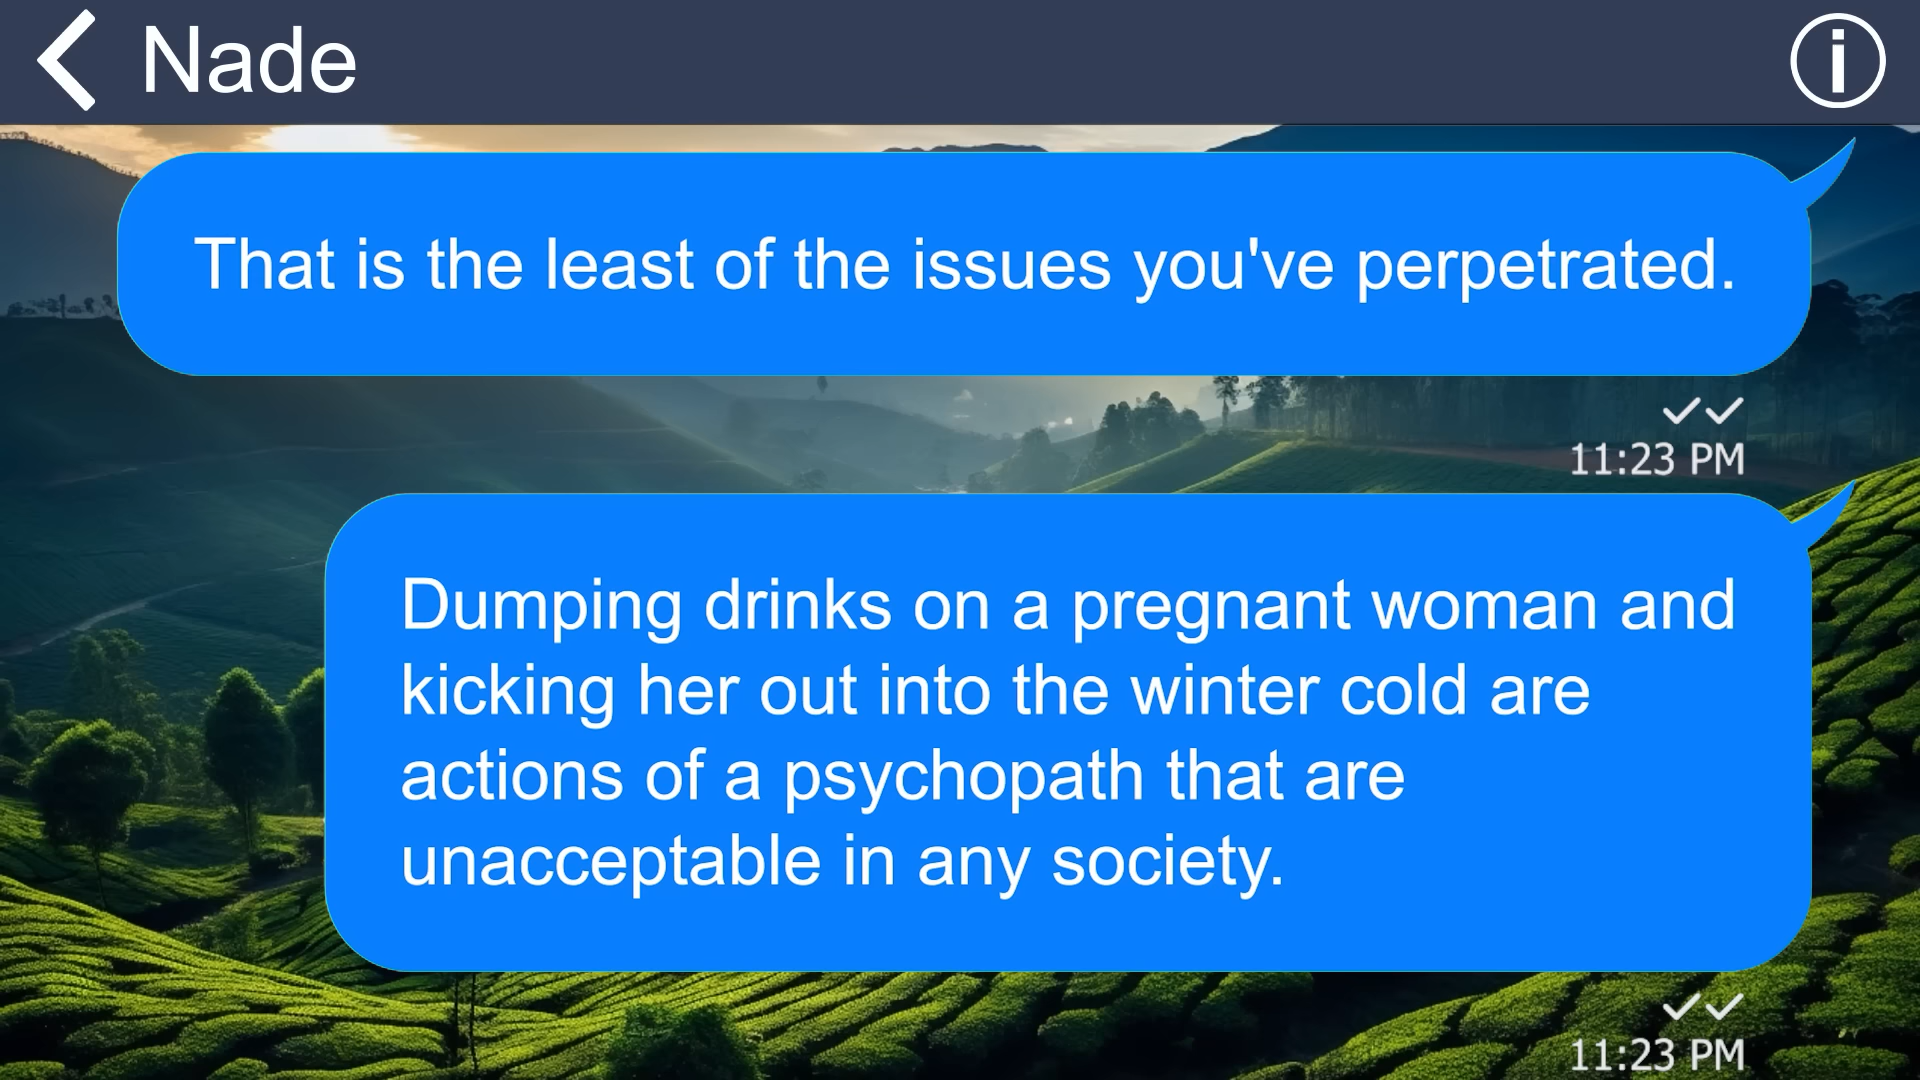 Nade
That is the least of the issues you've perpetrated.
11:23 PM
Dumping drinks on a pregnant woman and
kicking her out into the winter cold are
actions of a psychopath that are
unacceptable in any society.
11:23 PM